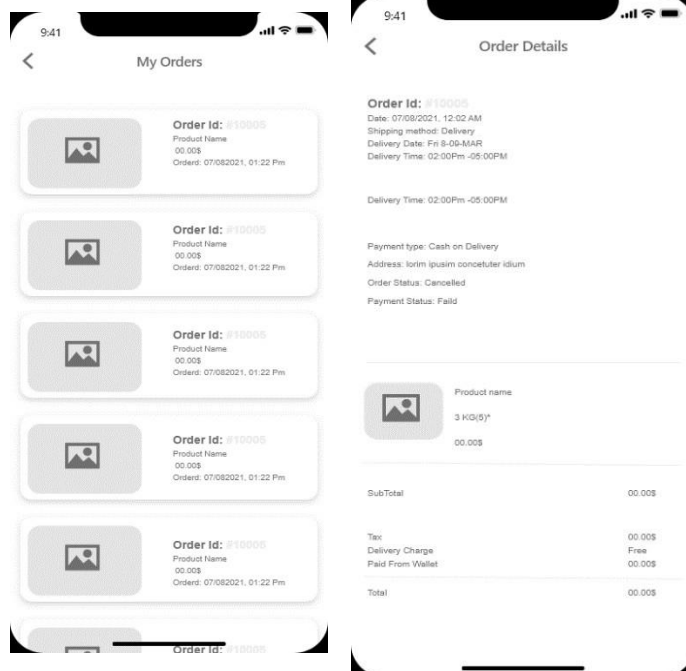 9:41
My Orders
Order Id: #10005
Product Name
00.00$
Orderd: 07/082021, 01:22 Pm
Order Id: #10005
Product Name
00.00$
Orderd: 07/082021, 01:22 Pm
Order Id: #10005
Product Name
00.00$
Orderd: 07/082021, 01:22 Pm
Order Id: #10005
Product Name
00.00$
Orderd: 07/082021, 01:22 Pm
Order Id: #10005
Product Name
00.00$
Orderd: 07/082021, 01:22 Pm
Order Id: #10005
9:41
Order Details
Order Id: #10005
Date: 07/08/2021, 12:02 AM
Shipping method: Delivery
Delivery Date: Fri 8-09-MAR
Delivery Time: 02:00Pm -05:00PM
Delivery Time: 02:00Pm -05:00PM
Payment type: Cash on Delivery
Address: lorim ipusim concetuter idium
Order Status: Cancelled
Payment Status: Faild
Product name
3 KG(5)*
00.00$
SubTotal 00.00$
Tax 00.00$
Delivery Charge Free
Paid From Wallet 00.00$
Total 00.00$